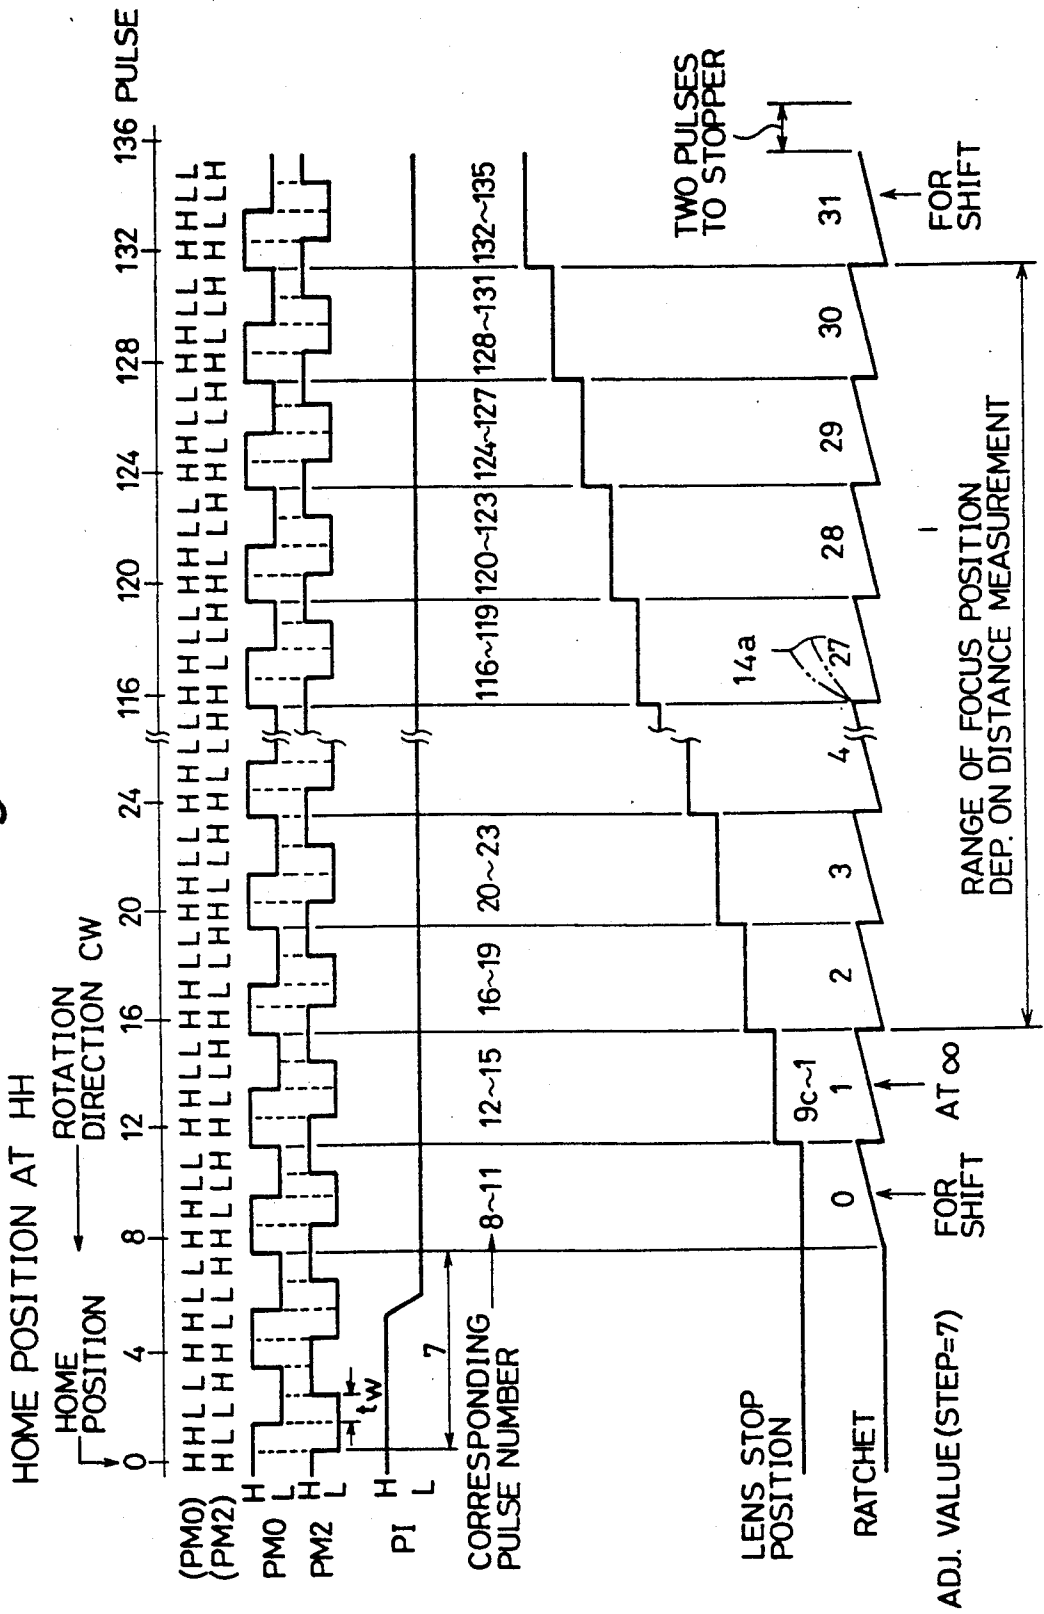 HOME POSITION AT HH
HOME POSITION
ROTATION DIRECTION CW
0 4 8 12 16 20 24 116 120 124 128 132 136 PULSE
(PM0) HHLLHHLLHHLLHHLLHHLLHHLLHHLLHHLLHHLLHHLLHHLLHHLL
(PM2) HLLHHLLHHLLHHLLHHLLHHLLHHLLHHLLHHLLHHLLHHLLHHLLH
PM0 H L
PM2 H L
tw
PI H L
7
CORRESPONDING
PULSE NUMBER
8~11 12~15 16~19 20~23 116~119 120~123 124~127 128~131 132~135
LENS STOP
POSITION
9c~1
14a
TWO PULSES
TO STOPPER
RATCHET
0 1 2 3 4 27 28 29 30 31
FOR
SHIFT
AT ∞
FOR
SHIFT
RANGE OF FOCUS POSITION
DEP. ON DISTANCE MEASUREMENT
ADJ. VALUE (STEP=7)